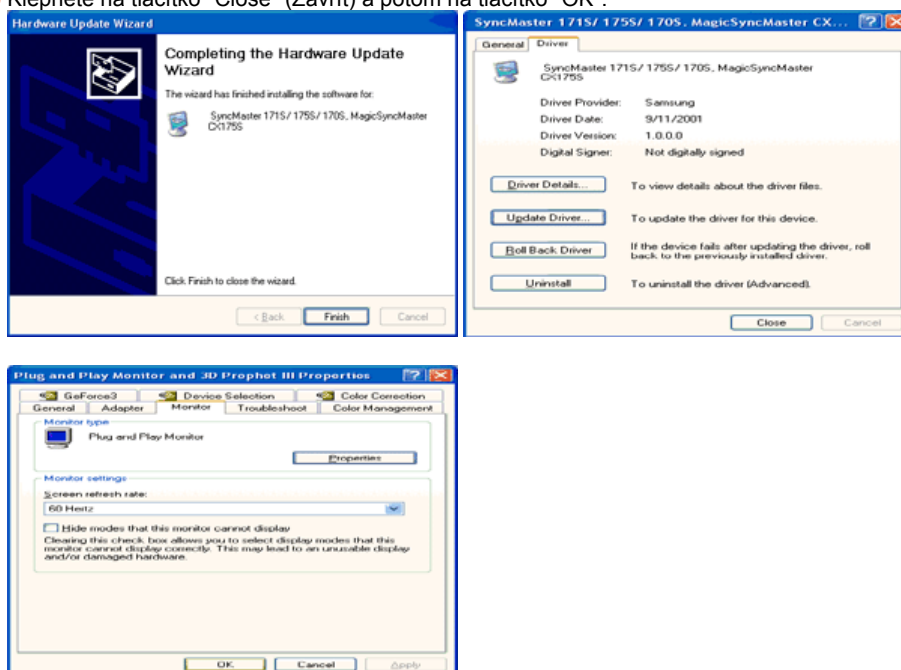 Klepněte na tlačítko "Close" (Zavřít) a potom na tlačítko "OK".
Hardware Update Wizard
Completing the Hardware Update
Wizard
The wizard has finished installing the software for:
SyncMaster 171S/ 175S/ 170S, MagicSyncMaster
CX175S
Click Finish to close the wizard.
< Back
Finish
Cancel
SyncMaster 171S/ 175S/ 170S, MagicSyncMaster CX...
General
Driver
SyncMaster 171S/ 175S/ 170S, MagicSyncMaster
CX175S
Driver Provider: Samsung
Driver Date: 9/11/2001
Driver Version: 1.0.0.0
Digital Signer: Not digitally signed
Driver Details... To view details about the driver files.
Update Driver... To update the driver for this device.
Roll Back Driver If the device fails after updating the driver, roll
back to the previously installed driver.
Uninstall To uninstall the driver (Advanced).
Close
Cancel
Plug and Play Monitor and 3D Prophet III Properties
GeForce3 Device Selection Color Correction
General Adapter Monitor Troubleshoot Color Management
Monitor type
Plug and Play Monitor
Properties
Monitor settings
Screen refresh rate:
60 Hertz
Hide modes that this monitor cannot display
Clearing this check box allows you to select display modes that this
monitor cannot display correctly. This may lead to an unusable display
and/or damaged hardware.
OK
Cancel
Apply